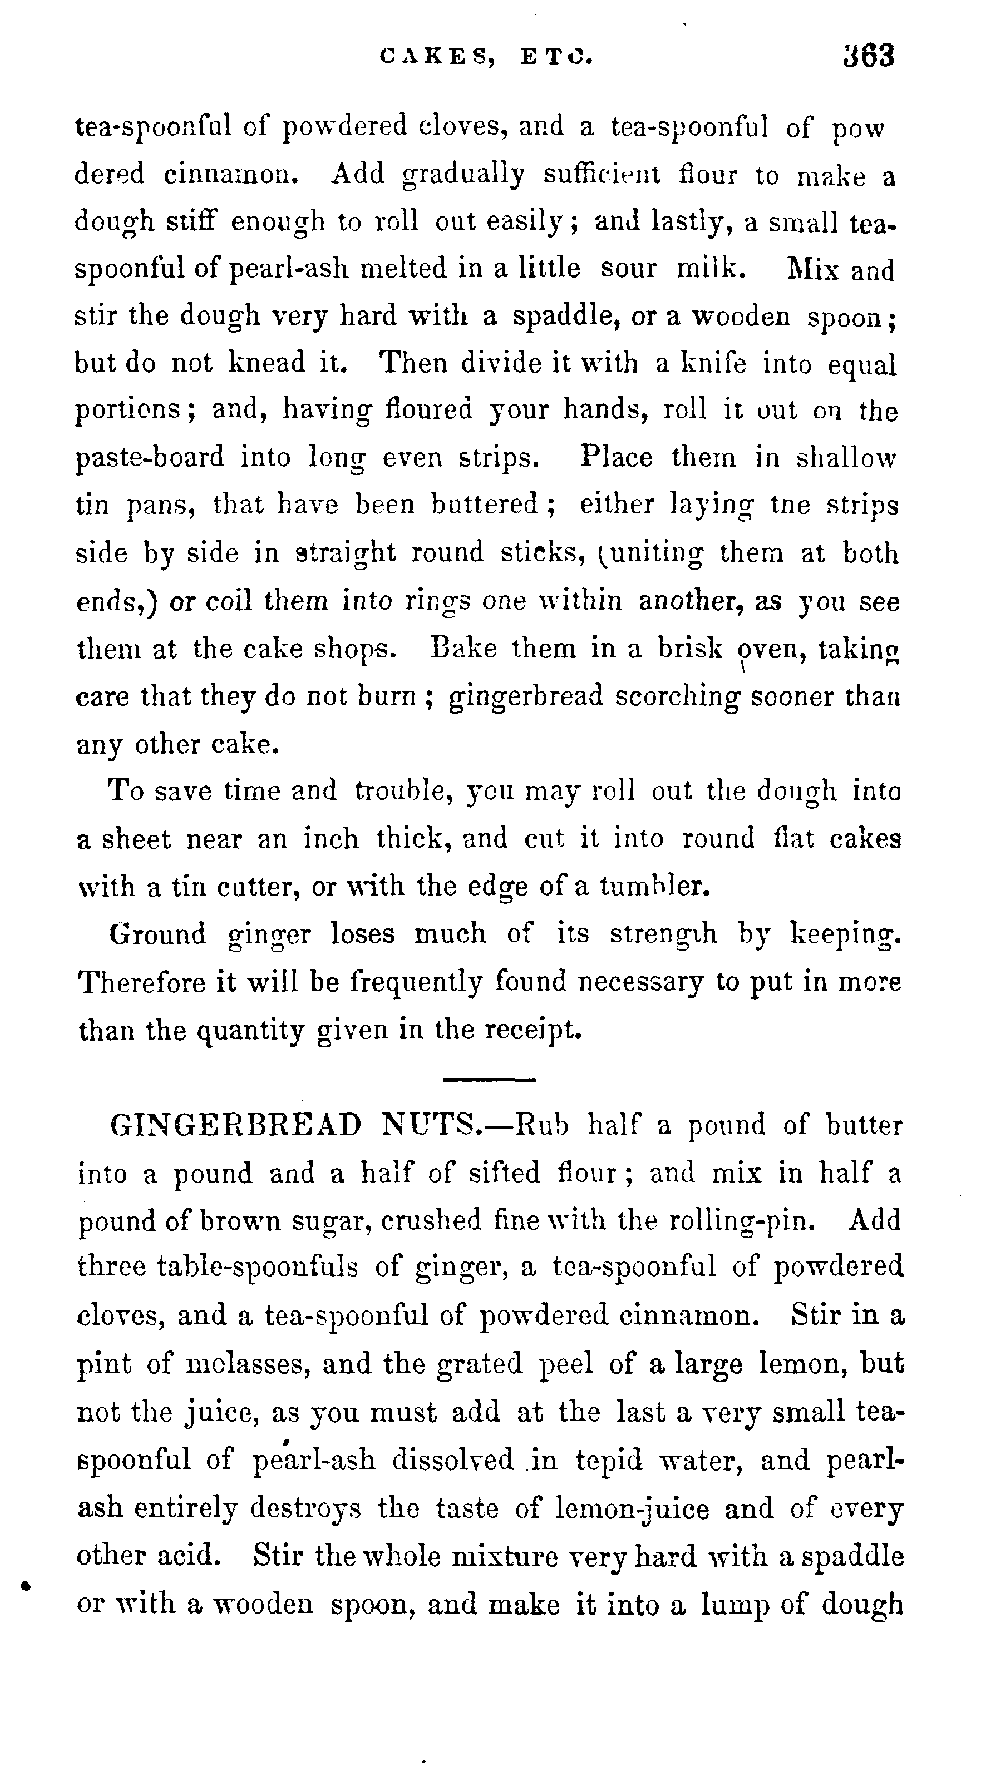 CAKES, ETC. 363
tea-spoonful of powdered cloves, and a tea-spoonful of pow
dered cinnamon. Add gradually sufficient flour to make a
dough stiff enough to roll out easily; and lastly, a small tea-
spoonful of pearl-ash melted in a little sour milk. Mix and
stir the dough very hard with a spaddle, or a wooden spoon;
but do not knead it. Then divide it with a knife into equal
portions; and, having floured your hands, roll it out on the
paste-board into long even strips. Place them in shallow
tin pans, that have been buttered; either laying tne strips
side by side in straight round sticks, (uniting them at both
ends,) or coil them into rings one within another, as you see
them at the cake shops. Bake them in a brisk oven, taking
care that they do not burn; gingerbread scorching sooner than
any other cake.
To save time and trouble, you may roll out the dough into
a sheet near an inch thick, and cut it into round flat cakes
with a tin cutter, or with the edge of a tumbler.
Ground ginger loses much of its strength by keeping.
Therefore it will be frequently found necessary to put in more
than the quantity given in the receipt.
GINGERBREAD NUTS.—Rub half a pound of butter
into a pound and a half of sifted flour; and mix in half a
pound of brown sugar, crushed fine with the rolling-pin. Add
three table-spoonfuls of ginger, a tea-spoonful of powdered
cloves, and a tea-spoonful of powdered cinnamon. Stir in a
pint of molasses, and the grated peel of a large lemon, but
not the juice, as you must add at the last a very small tea-
spoonful of pearl-ash dissolved in tepid water, and pearl-
ash entirely destroys the taste of lemon-juice and of every
other acid. Stir the whole mixture very hard with a spaddle
or with a wooden spoon, and make it into a lump of dough